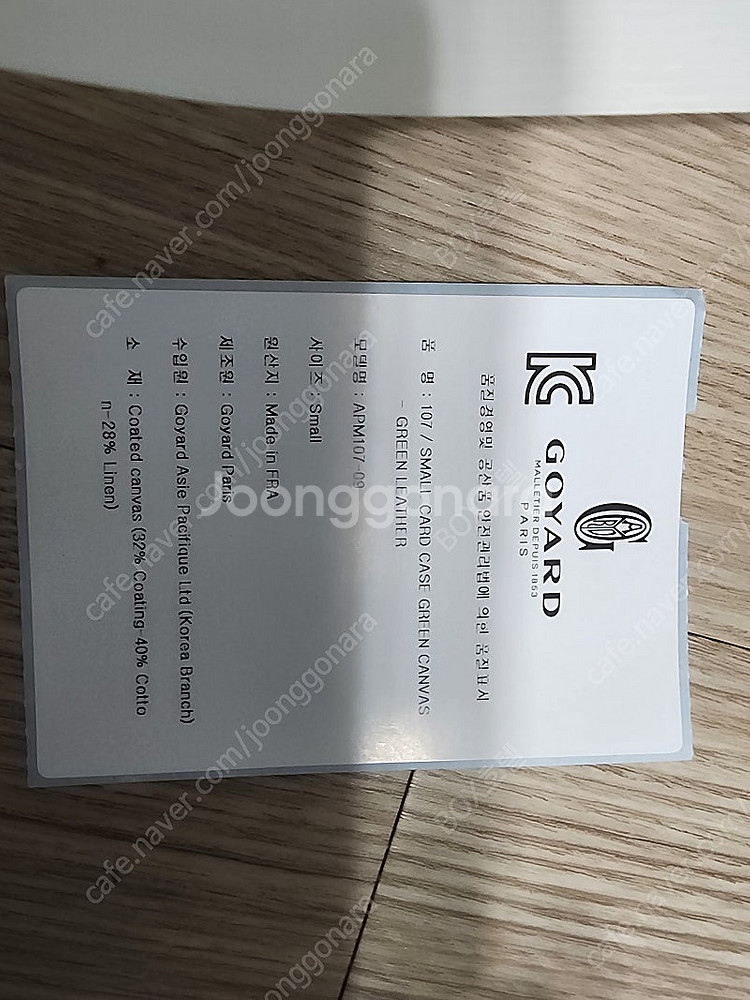 GOYARD
MALLETIER DEPUIS 1853
PARIS
품질경영및 공산품 안전관리법에 의한 품질표시
품 명 : 107 / SMALL CARD CASE GREEN CANVAS
- GREEN LEATHER
모델명 : APM107-09
사이즈 : Small
원산지 : Made in FRA
제조원 : Goyard Paris
수입원 : Goyard Asie Pacifique Ltd (Korea Branch)
소 재 : Coated canvas (32% Coating-40% Cotto
n-28% Linen)
Joonggonara
cafe.naver.com/joonggonara